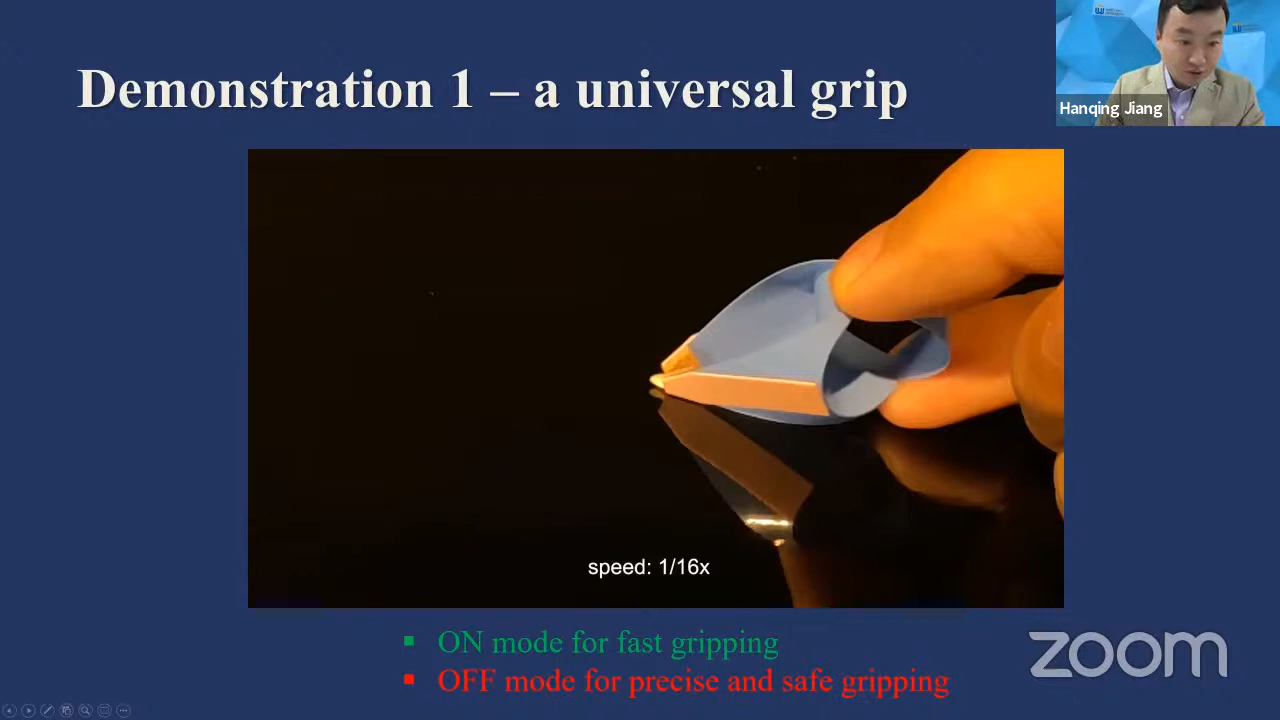 Demonstration 1 – a universal grip
Hanqing Jiang
speed: 1/16x
ON mode for fast gripping
OFF mode for precise and safe gripping
zoom